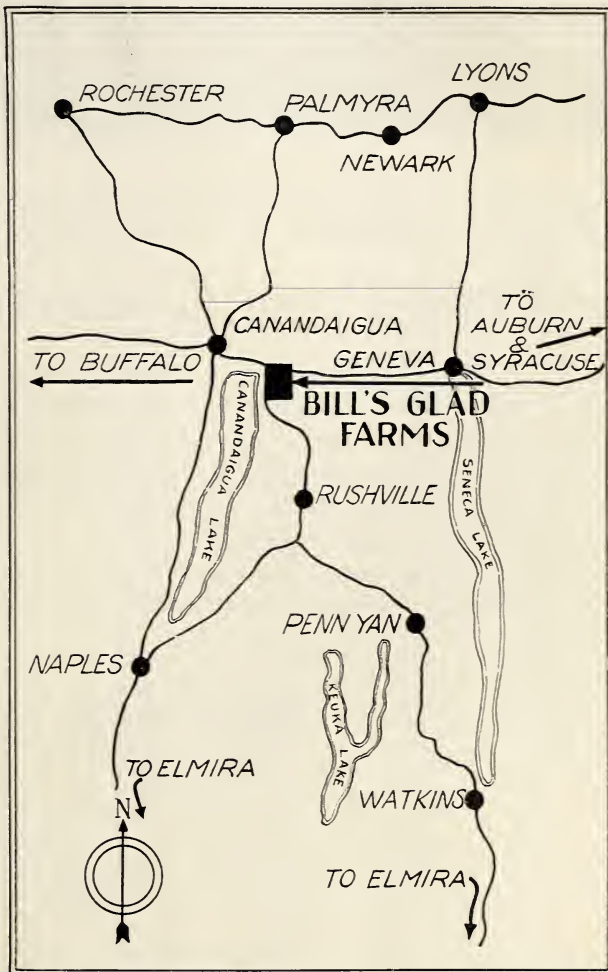 LYONS
ROCHESTER
PALMYRA
NEWARK
CANANDAIGUA
TO
AUBURN
&
SYRACUSE
TO BUFFALO
GENEVA
BILL'S GLAD
FARMS
CANANDAIGUA
LAKE
SENECA LAKE
RUSHVILLE
PENN YAN
NAPLES
KEUKA LAKE
TO ELMIRA
N
WATKINS
TO ELMIRA